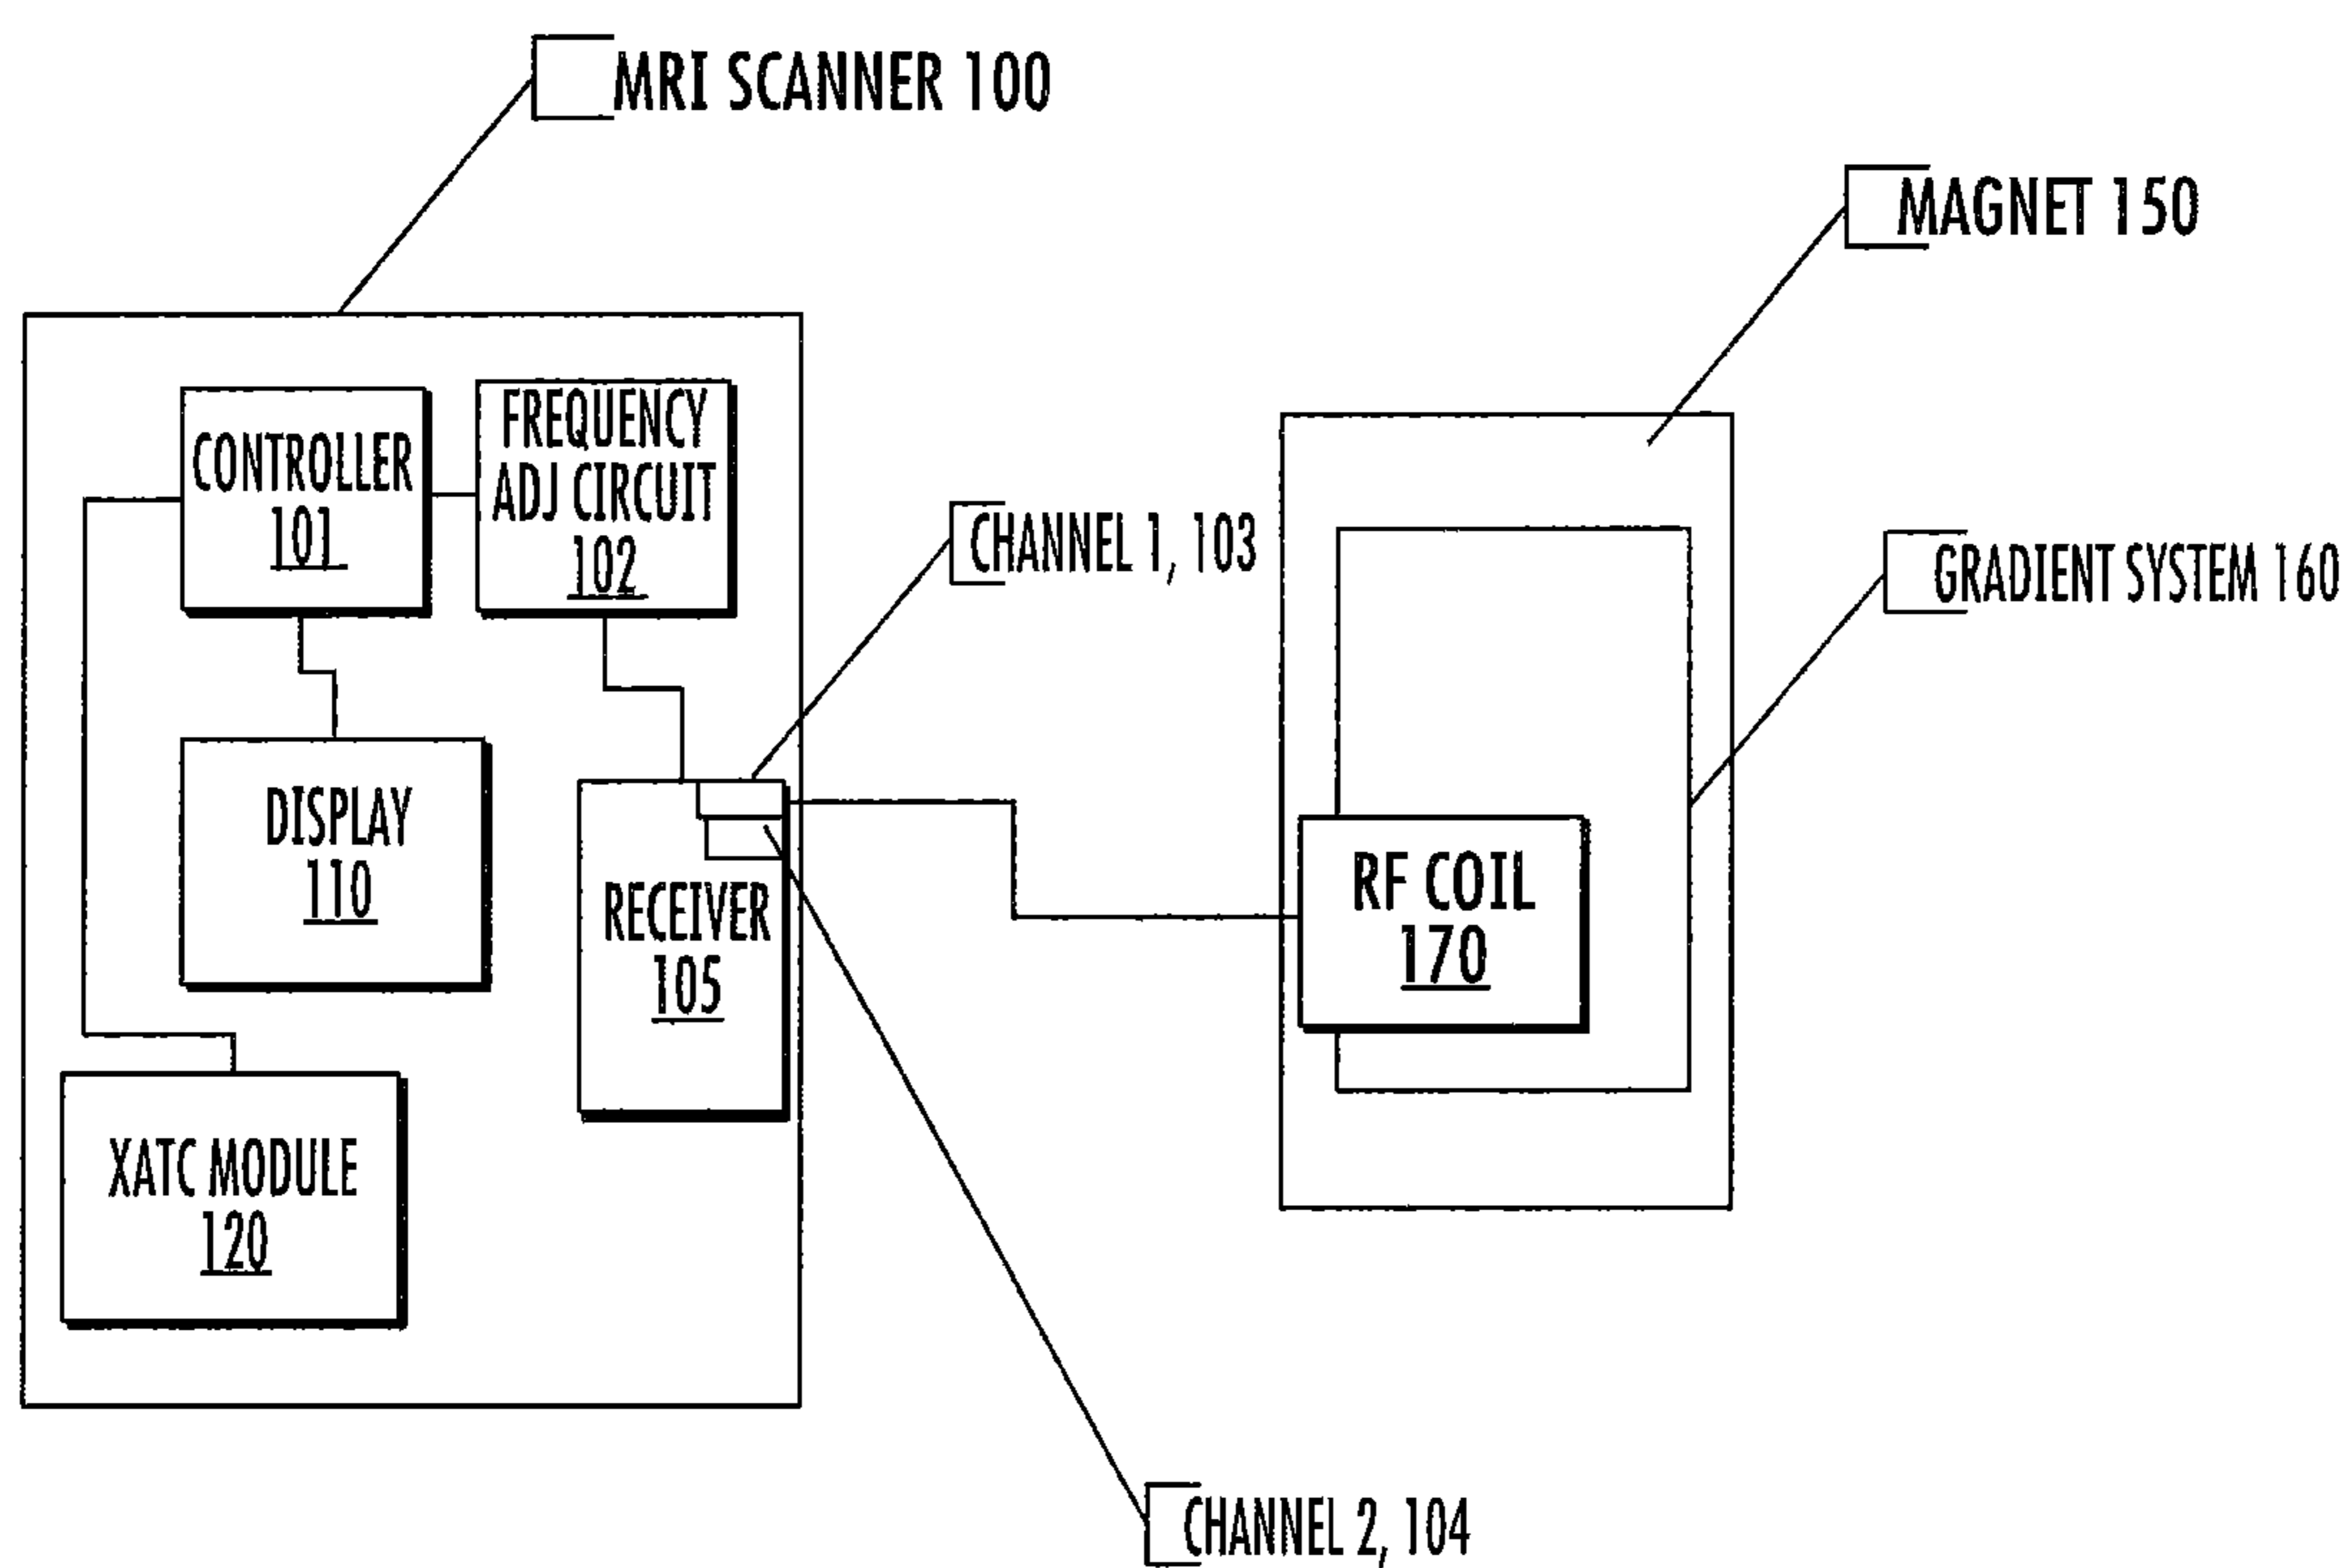 MRI SCANNER 100
MAGNET 150
CONTROLLER
101
FREQUENCY
ADJ CIRCUIT
102
CHANNEL 1, 103
GRADIENT SYSTEM 160
DISPLAY
110
RECEIVER
105
RF COIL
170
XATC MODULE
120
CHANNEL 2, 104